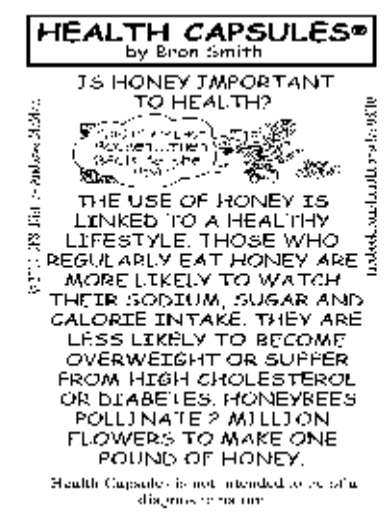 HEALTH CAPSULES®
by Bron Smith
IS HONEY IMPORTANT
TO HEALTH?
THE USE OF HONEY IS
LINKED TO A HEALTHY
LIFESTYLE. THOSE WHO
REGULARLY EAT HONEY ARE
MORE LIKELY TO WATCH
THEIR SODIUM, SUGAR AND
CALORIE INTAKE. THEY ARE
LESS LIKELY TO BECOME
OVERWEIGHT OR SUFFER
FROM HIGH CHOLESTEROL
OR DIABETES. HONEYBEES
POLLINATE 2 MILLION
FLOWERS TO MAKE ONE
POUND OF HONEY.
Health Capsules is not intended to be of a
diagnostic nature